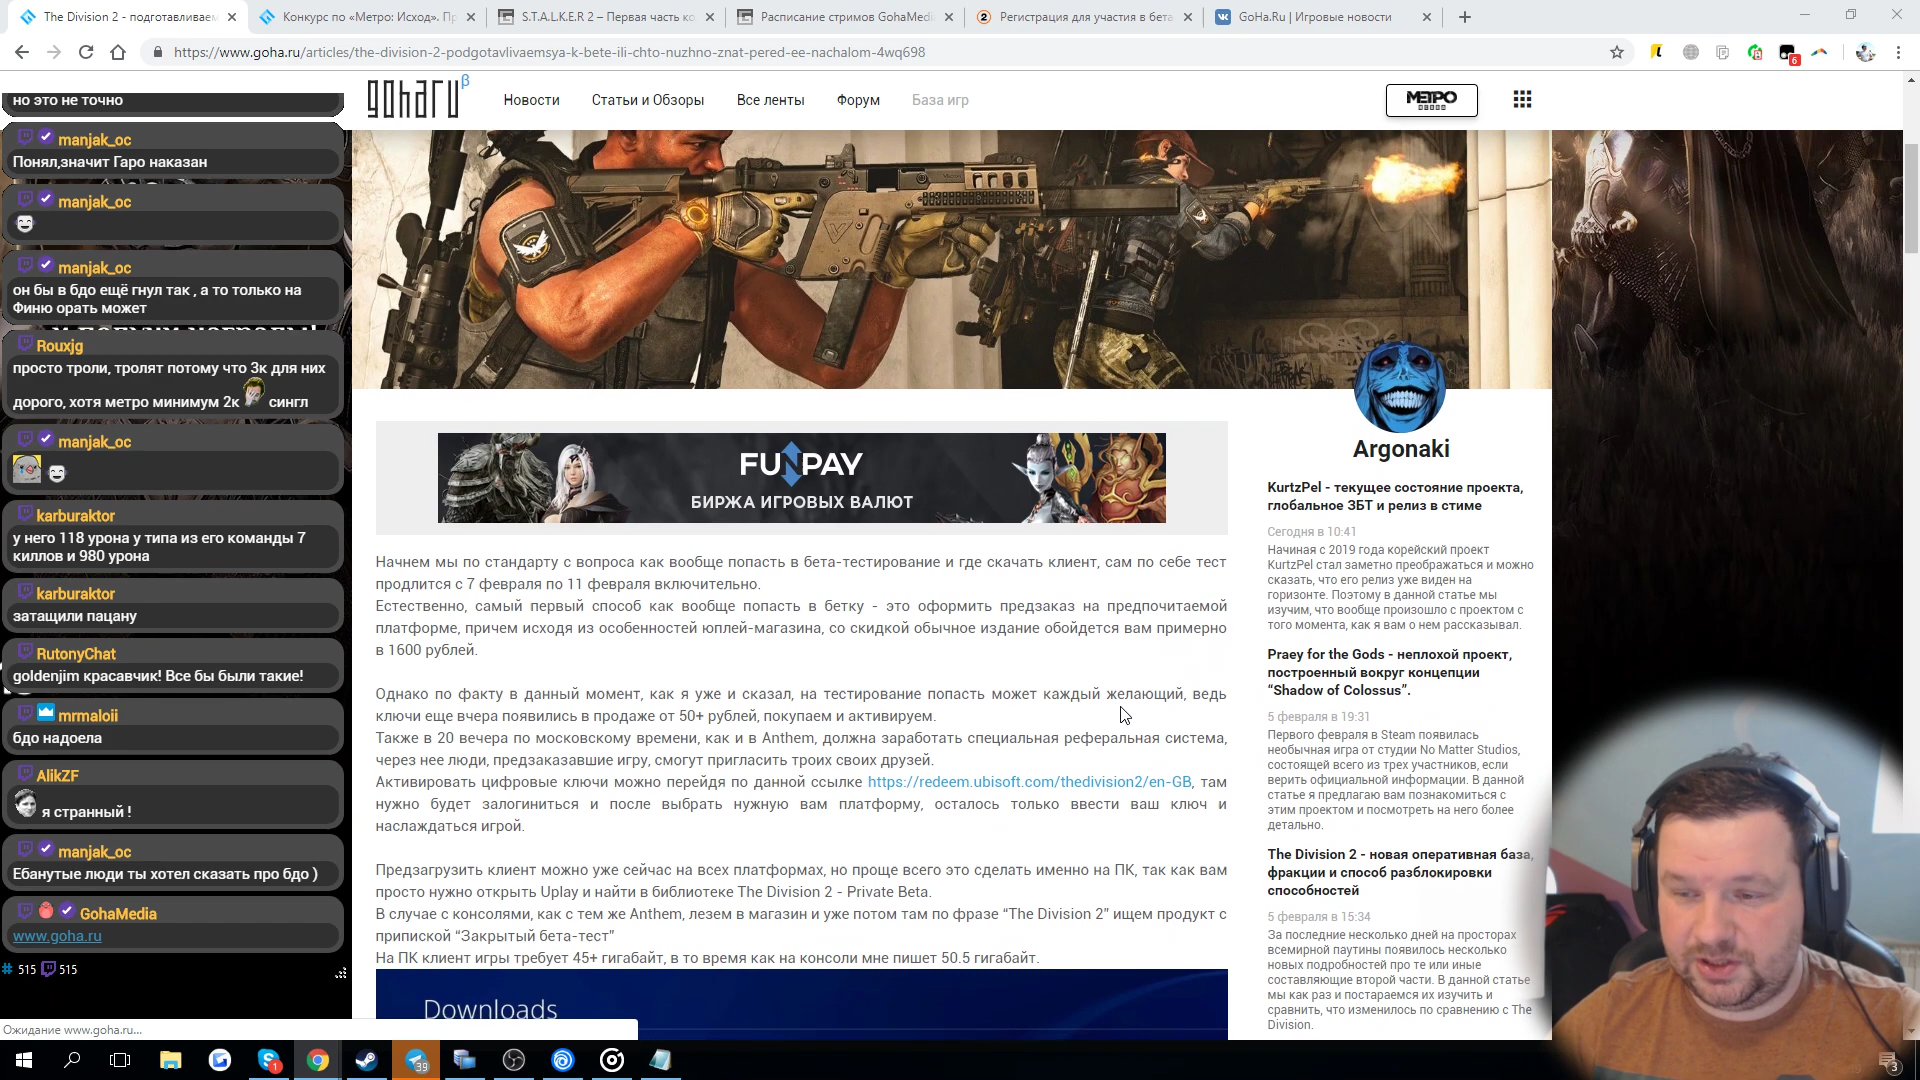 The Division 2 - подготавливаем
Конкурс по «Метро: Исход». Пр
S.T.A.L.K.E.R 2 – Первая часть ко
Расписание стримов GohaMedi
Регистрация для участия в бета
GoHa.Ru | Игровые новости
https://www.goha.ru/articles/the-division-2-podgotavlivaemsya-k-bete-ili-chto-nuzhno-znat-pered-ee-nachalom-4wq698
6
goharu β
Новости
Статьи и Обзоры
Все ленты
Форум
База игр
МЕТРО
но это не точно
manjak_oc
Понял,значит Гаро наказан
manjak_oc
manjak_oc
он бы в бдо ещё гнул так , а то только на
Финю орать может
Rouxjg
просто троли, тролят потому что 3к для них
дорого, хотя метро минимум 2к сингл
manjak_oc
karburaktor
у него 118 урона у типа из его команды 7
киллов и 980 урона
karburaktor
затащили пацану
RutonyChat
goldenjim красавчик! Все бы были такие!
mrmaloii
бдо надоела
AlikZF
я странный !
manjak_oc
Ебанутые люди ты хотел сказать про бдо )
GohaMedia
www.goha.ru
# 515 515
Ожидание www.goha.ru...
FUNPAY
БИРЖА ИГРОВЫХ ВАЛЮТ
Начнем мы по стандарту с вопроса как вообще попасть в бета-тестирование и где скачать клиент, сам по себе тест
продлится с 7 февраля по 11 февраля включительно.
Естественно, самый первый способ как вообще попасть в бетку - это оформить предзаказ на предпочитаемой
платформе, причем исходя из особенностей юплей-магазина, со скидкой обычное издание обойдется вам примерно
в 1600 рублей.
Однако по факту в данный момент, как я уже и сказал, на тестирование попасть может каждый желающий, ведь
ключи еще вчера появились в продаже от 50+ рублей, покупаем и активируем.
Также в 20 вечера по московскому времени, как и в Anthem, должна заработать специальная реферальная система,
через нее люди, предзаказавшие игру, смогут пригласить троих своих друзей.
Активировать цифровые ключи можно перейдя по данной ссылке https://redeem.ubisoft.com/thedivision2/en-GB, там
нужно будет залогиниться и после выбрать нужную вам платформу, осталось только ввести ваш ключ и
наслаждаться игрой.
Предзагрузить клиент можно уже сейчас на всех платформах, но проще всего это сделать именно на ПК, так как вам
просто нужно открыть Uplay и найти в библиотеке The Division 2 - Private Beta.
В случае с консолями, как с тем же Anthem, лезем в магазин и уже потом там по фразе “The Division 2” ищем продукт с
припиской “Закрытый бета-тест”
На ПК клиент игры требует 45+ гигабайт, в то время как на консоли мне пишет 50.5 гигабайт.
Downloads
Argonaki
KurtzPel - текущее состояние проекта,
глобальное ЗБТ и релиз в стиме
Сегодня в 10:41
Начиная с 2019 года корейский проект
KurtzPel стал заметно преображаться и можно
сказать, что его релиз уже виден на
горизонте. Поэтому в данной статье мы
изучим, что вообще произошло с проектом с
того момента, как я вам о нем рассказывал.
Praey for the Gods - неплохой проект,
построенный вокруг концепции
“Shadow of Colossus”.
5 февраля в 19:31
Первого февраля в Steam появилась
необычная игра от студии No Matter Studios,
состоящей всего из трех участников, если
верить официальной информации. В данной
статье я предлагаю вам познакомиться с
этим проектом и посмотреть на него более
детально.
The Division 2 - новая оперативная база,
фракции и способ разблокировки
способностей
5 февраля в 15:34
За последние несколько дней на просторах
всемирной паутины появилось несколько
новых подробностей про те или иные
составляющие второй части. В данной статье
мы как раз и постараемся их изучить и
сравнить, что изменилось по сравнению с The
Division.
1
39
3